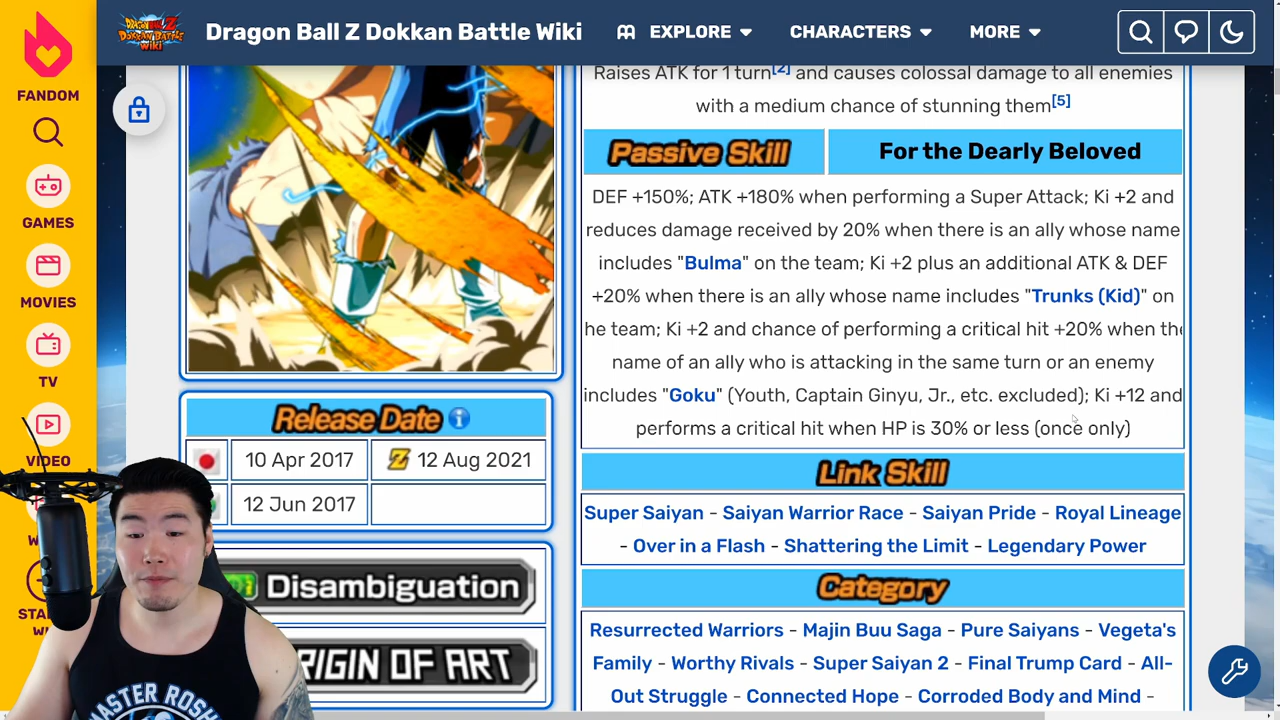 DRAGON BALL Z DOKKAN BATTLE WIKI
Dragon Ball Z Dokkan Battle Wiki
EXPLORE
CHARACTERS
MORE
FANDOM
GAMES
MOVIES
TV
VIDEO
Raises ATK for 1 turn[2] and causes colossal damage to all enemies
with a medium chance of stunning them[5]
Passive Skill
For the Dearly Beloved
DEF +150%; ATK +180% when performing a Super Attack; Ki +2 and
reduces damage received by 20% when there is an ally whose name
includes "Bulma" on the team; Ki +2 plus an additional ATK & DEF
+20% when there is an ally whose name includes "Trunks (Kid)" on
he team; Ki +2 and chance of performing a critical hit +20% when the
name of an ally who is attacking in the same turn or an enemy
includes "Goku" (Youth, Captain Ginyu, Jr., etc. excluded); Ki +12 and
performs a critical hit when HP is 30% or less (once only)
Release Date i
10 Apr 2017
Z 12 Aug 2021
12 Jun 2017
Link Skill
Super Saiyan - Saiyan Warrior Race - Saiyan Pride - Royal Lineage
- Over in a Flash - Shattering the Limit - Legendary Power
Disambiguation
RIGIN OF ART
Category
Resurrected Warriors - Majin Buu Saga - Pure Saiyans - Vegeta's
Family - Worthy Rivals - Super Saiyan 2 - Final Trump Card - All-
Out Struggle - Connected Hope - Corroded Body and Mind -
MASTER ROSH